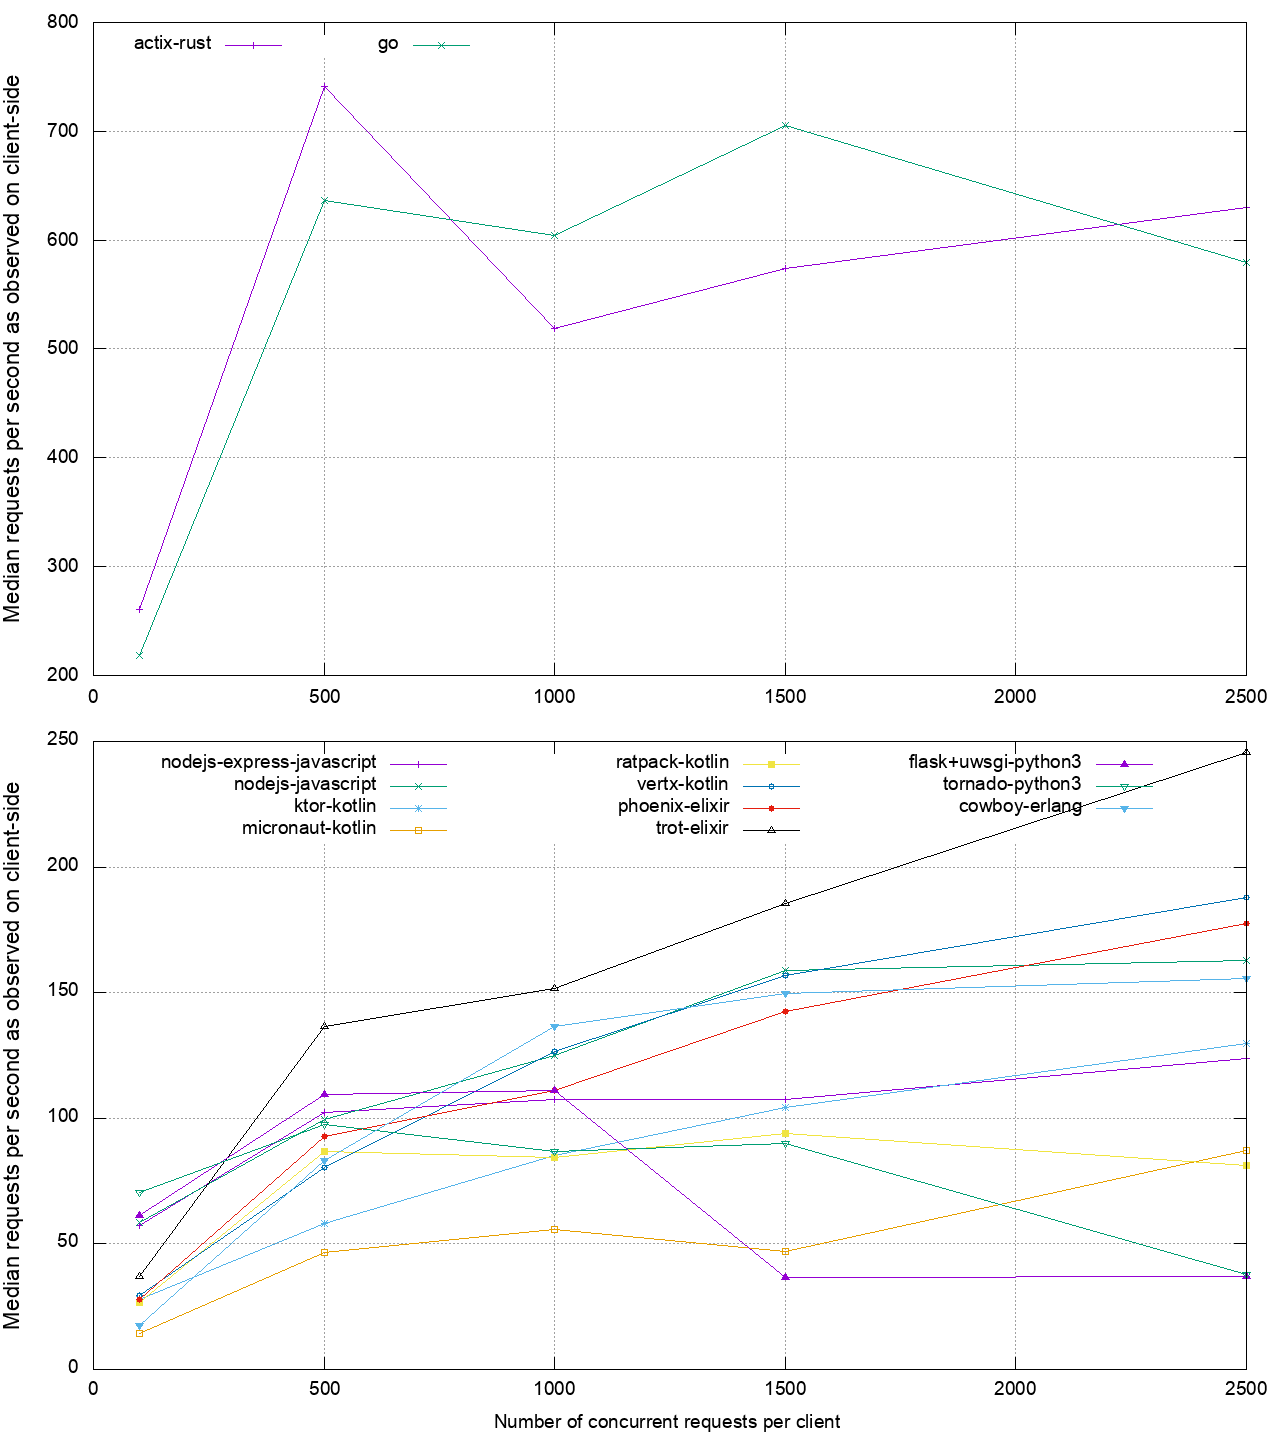 Median requests per second as observed on client-side
800
700
600
500
400
300
200
actix-rust
go
0
500
1000
1500
2000
2500
Median requests per second as observed on client-side
250
200
150
100
50
0
nodejs-express-javascript
nodejs-javascript
ktor-kotlin
micronaut-kotlin
ratpack-kotlin
vertx-kotlin
phoenix-elixir
trot-elixir
flask+uwsgi-python3
tornado-python3
cowboy-erlang
0
500
1000
1500
2000
2500
Number of concurrent requests per client